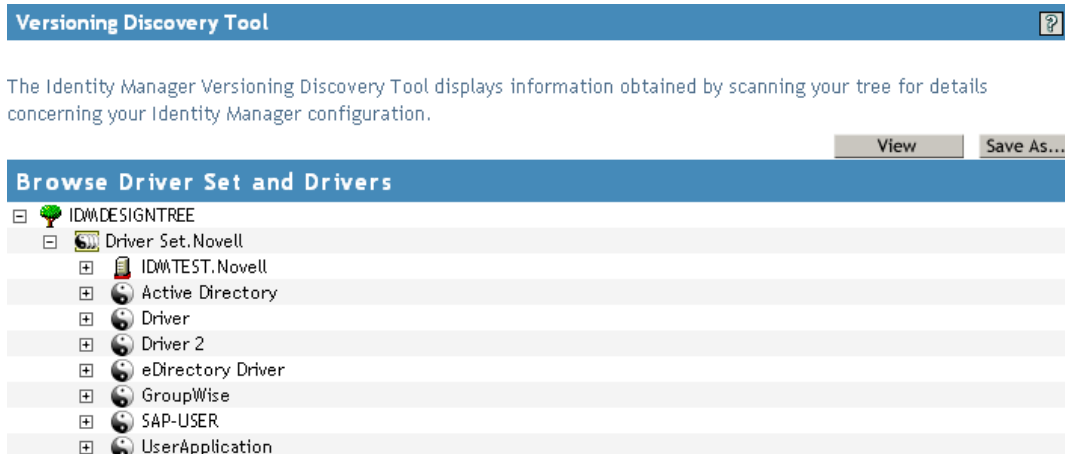 Versioning Discovery Tool
?
The Identity Manager Versioning Discovery Tool displays information obtained by scanning your tree for details
concerning your Identity Manager configuration.
View Save As...
Browse Driver Set and Drivers
IDMDESIGNTREE
Driver Set.Novell
IDMTEST.Novell
Active Directory
Driver
Driver 2
eDirectory Driver
GroupWise
SAP-USER
UserApplication